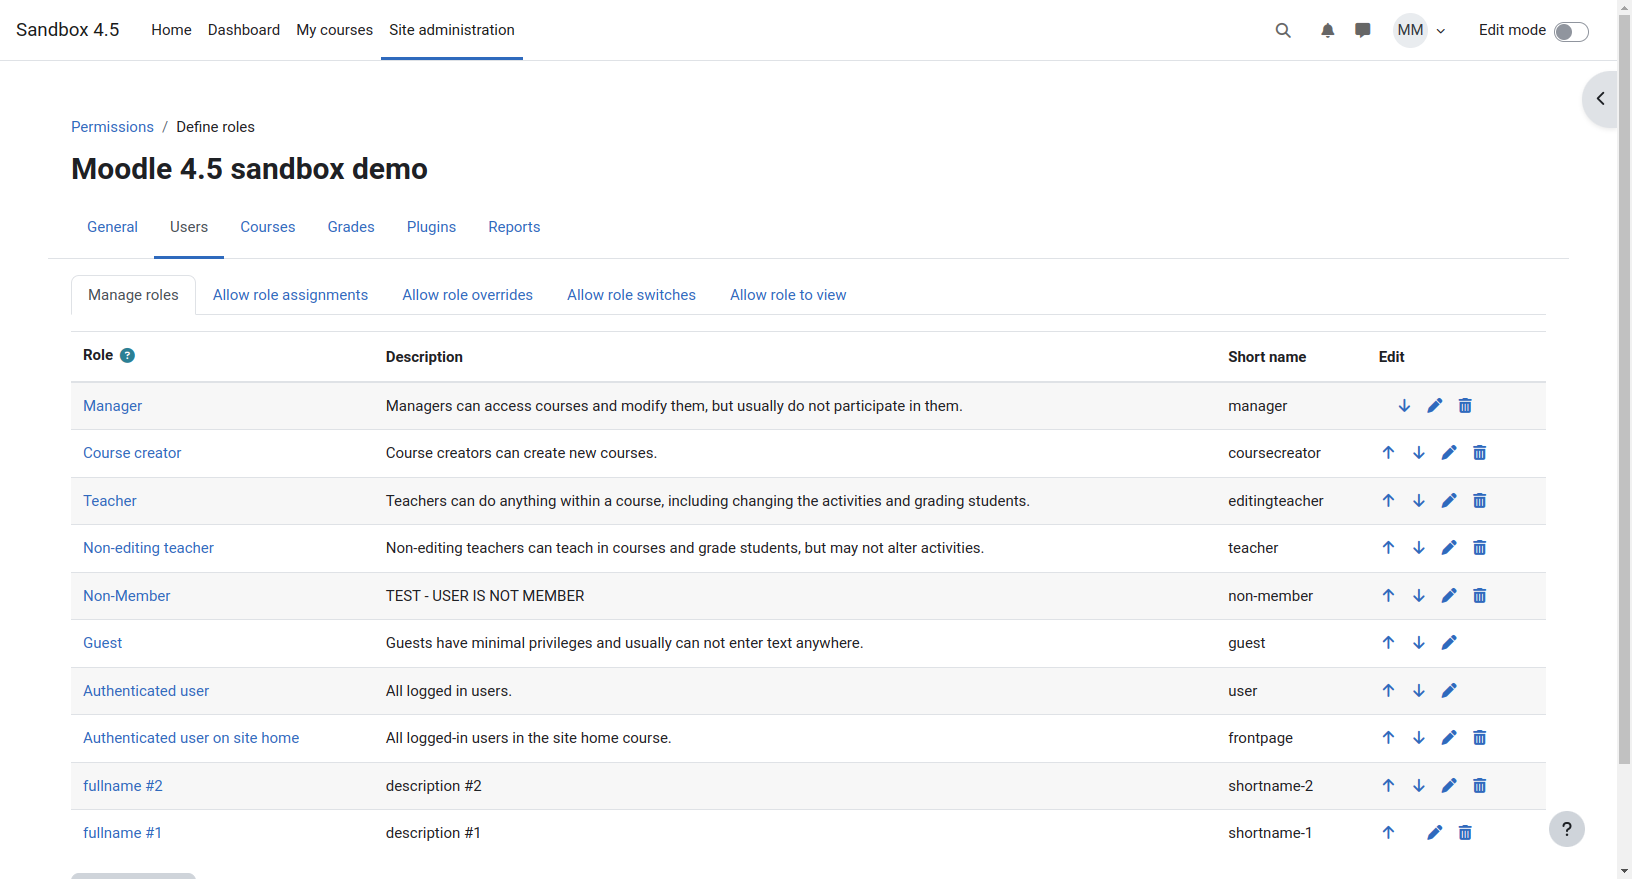 Sandbox 4.5 Home Dashboard My courses Site administration MM Edit mode
Permissions / Define roles
Moodle 4.5 sandbox demo
General Users Courses Grades Plugins Reports
Manage roles Allow role assignments Allow role overrides Allow role switches Allow role to view
Role ? Description Short name Edit
Manager Managers can access courses and modify them, but usually do not participate in them. manager
Course creator Course creators can create new courses. coursecreator
Teacher Teachers can do anything within a course, including changing the activities and grading students. editingteacher
Non-editing teacher Non-editing teachers can teach in courses and grade students, but may not alter activities. teacher
Non-Member TEST - USER IS NOT MEMBER non-member
Guest Guests have minimal privileges and usually can not enter text anywhere. guest
Authenticated user All logged in users. user
Authenticated user on site home All logged-in users in the site home course. frontpage
fullname #2 description #2 shortname-2
fullname #1 description #1 shortname-1
?